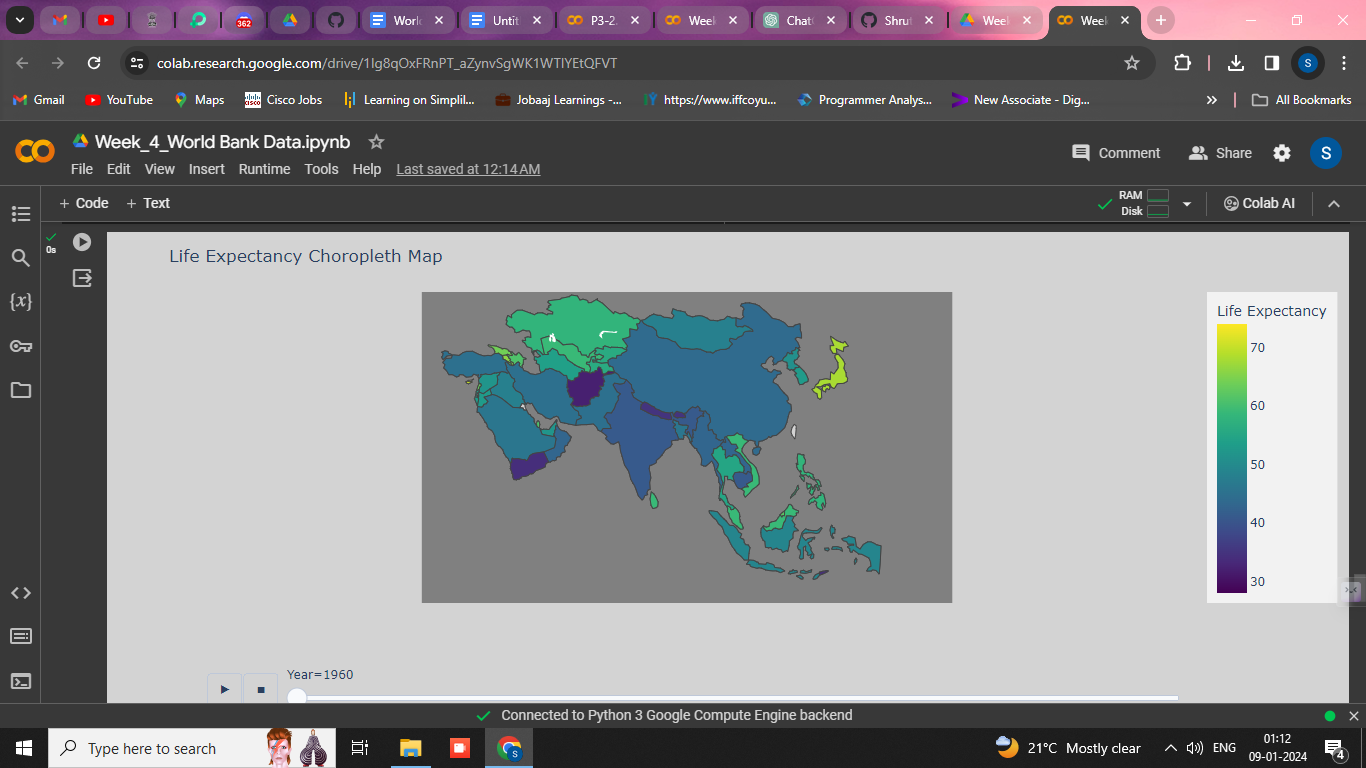 362
Worl
Untit
P3-2.
Week
Chat
Shrut
Week
Week
colab.research.google.com/drive/1Ig8qOxFRnPT_aZynvSgWK1WTlYEtQFVT
S
Gmail
YouTube
Maps
Cisco Jobs
Learning on Simplil...
Jobaaj Learnings -...
https://www.iffcoyu...
Programmer Analys...
New Associate - Dig...
All Bookmarks
Week_4_World Bank Data.ipynb
File Edit View Insert Runtime Tools Help Last saved at 12:14 AM
Comment
Share
S
+ Code + Text
RAM
Disk
Colab AI
0s
{x}
Life Expectancy Choropleth Map
Life Expectancy
70
60
50
40
30
Year=1960
Connected to Python 3 Google Compute Engine backend
Type here to search
21°C Mostly clear
ENG
01:12
09-01-2024
4